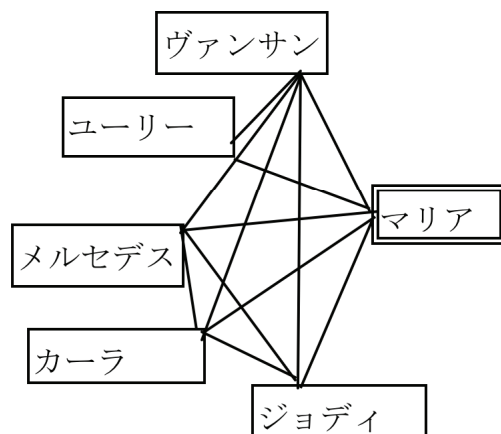 ヴァンサン
ユーリー
マリア
メルセデス
カーラ
ジョディ